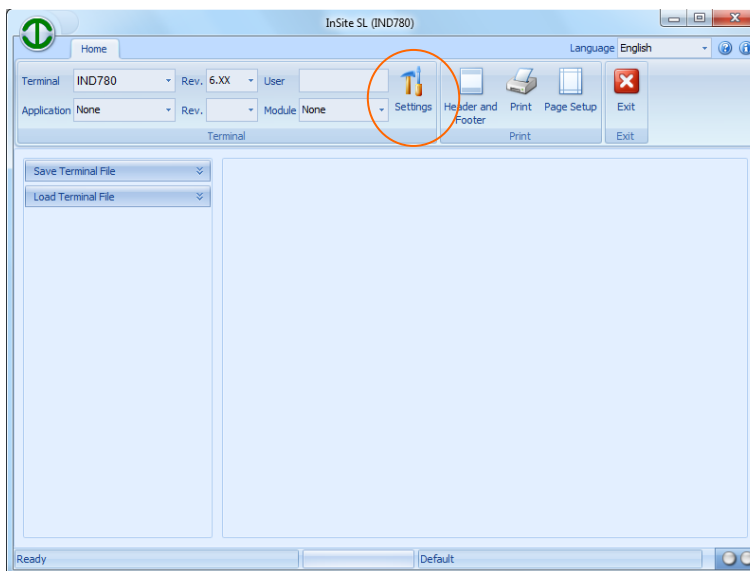 InSite SL (IND780)
Home
Language English
Terminal IND780 Rev. 6.XX User
Application None Rev. Module None
Settings
Header and Footer
Print
Page Setup
Exit
Terminal
Print
Exit
Save Terminal File
Load Terminal File
Ready
Default